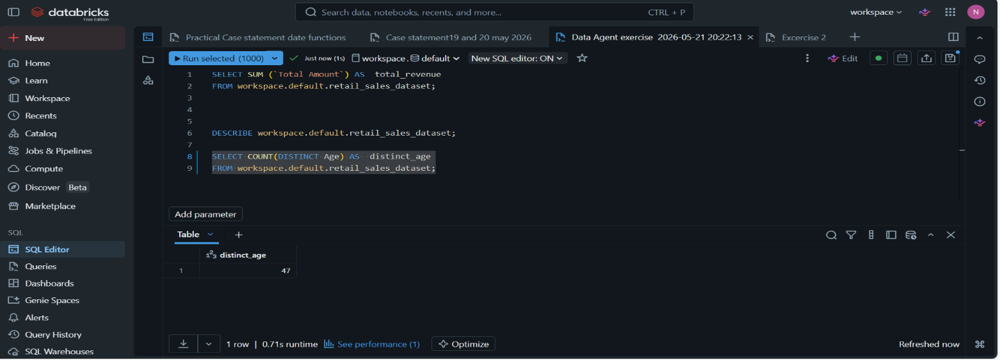 databricks
Free Edition
Search data, notebooks, recents, and more...
CTRL + P
workspace
N
New
Home
Learn
Workspace
Recents
Catalog
Jobs & Pipelines
Compute
Discover Beta
Marketplace
SQL
SQL Editor
Queries
Dashboards
Genie Spaces
Alerts
Query History
SQL Warehouses
Practical Case statement date functions
Case statement19 and 20 may 2026
Data Agent exercise 2026-05-21 20:22:13
Excercise 2
Run selected (1000)
Just now (1s)
workspace.
default
New SQL editor: ON
Edit
1 SELECT SUM (`Total Amount`) AS  total_revenue
2 FROM workspace.default.retail_sales_dataset;
3
4
5
6 DESCRIBE workspace.default.retail_sales_dataset;
7
8 SELECT COUNT(DISTINCT Age) AS  distinct_age
9 FROM workspace.default.retail_sales_dataset;
Add parameter
Table
123 distinct_age
1 47
1 row | 0.71s runtime
See performance (1)
Optimize
Refreshed now